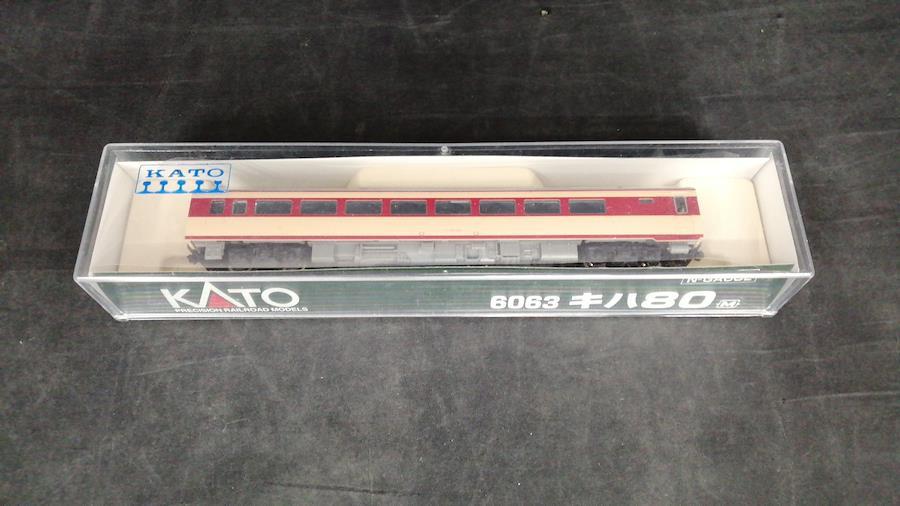 KATO
KATO
PRECISION RAILROAD MODELS
6063 キハ80 M
N-GAUGE